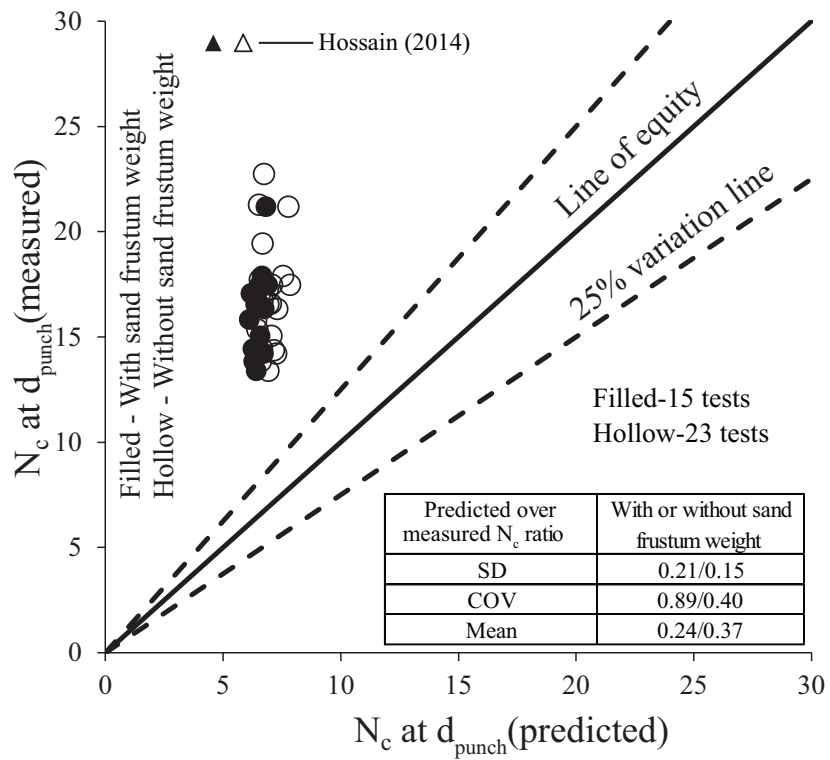 30
25
20
15
10
5
0
N_c at d_punch(measured)
Filled - With sand frustum weight
Hollow - Without sand frustum weight
Hossain (2014)
Line of equity
25% variation line
Filled-15 tests
Hollow-23 tests
Predicted over measured N_c ratio
With or without sand frustum weight
SD 0.21/0.15
COV 0.89/0.40
Mean 0.24/0.37
0 5 10 15 20 25 30
N_c at d_punch(predicted)